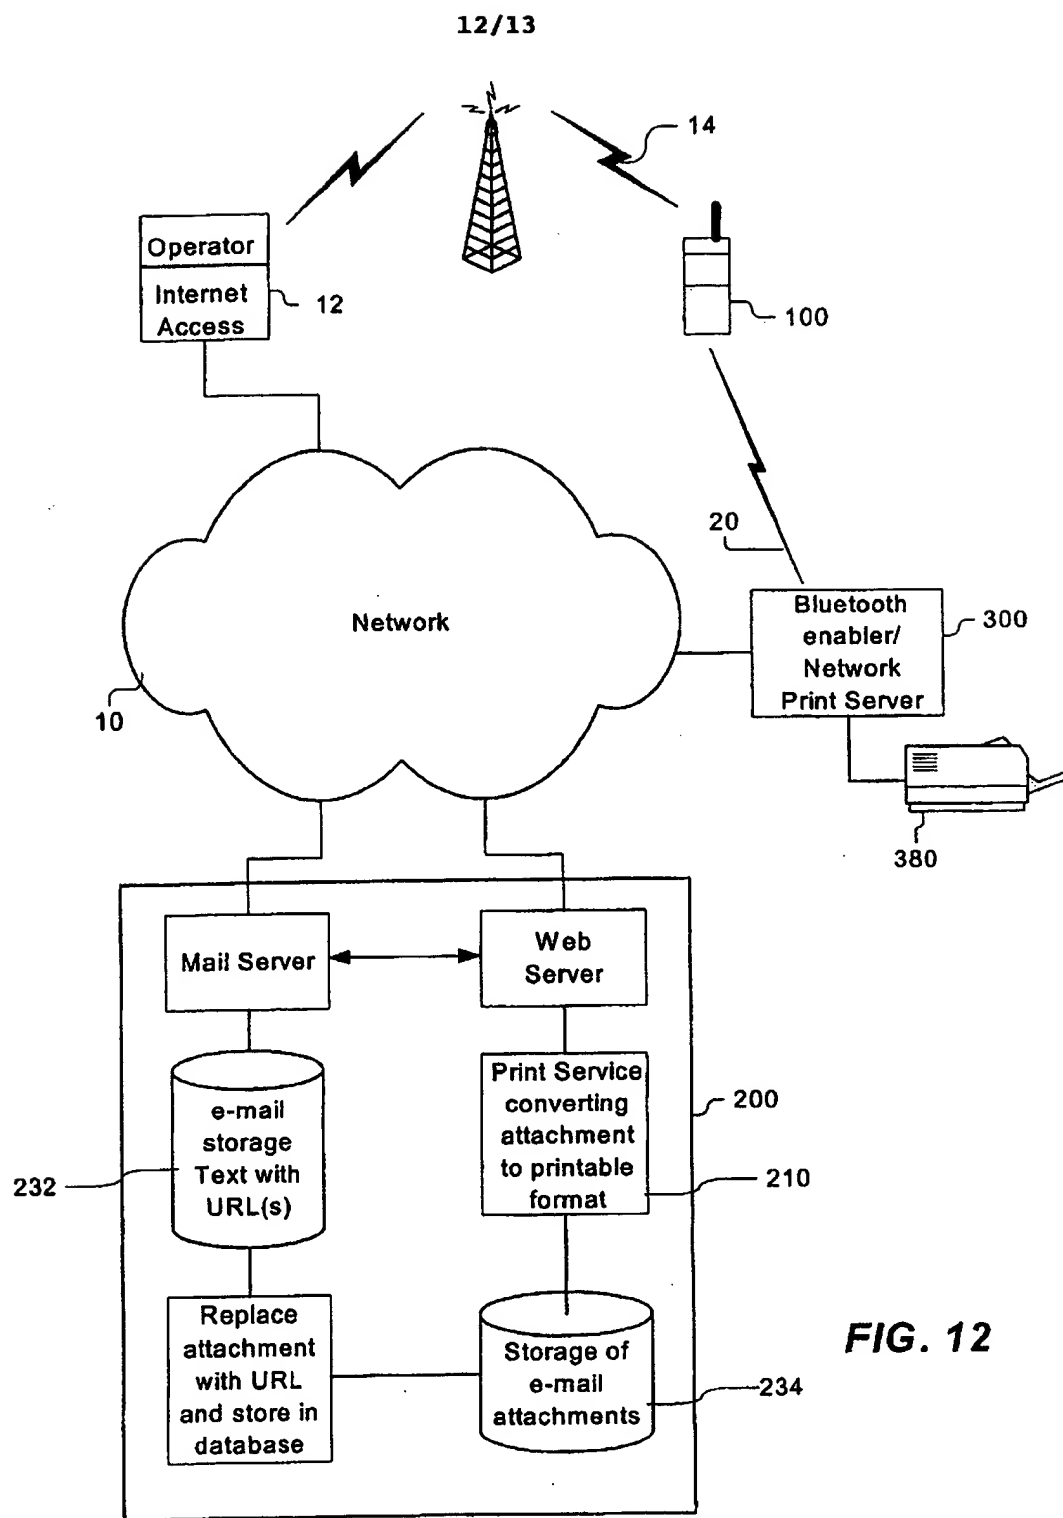 12/13
14
Operator
Internet
Access
12
100
20
Network
Bluetooth
enabler/
Network
Print Server
300
10
380
Mail Server
Web
Server
e-mail
storage
Text with
URL(s)
232
Print Service
converting
attachment
to printable
format
200
210
Replace
attachment
with URL
and store in
database
Storage of
e-mail
attachments
234
FIG. 12